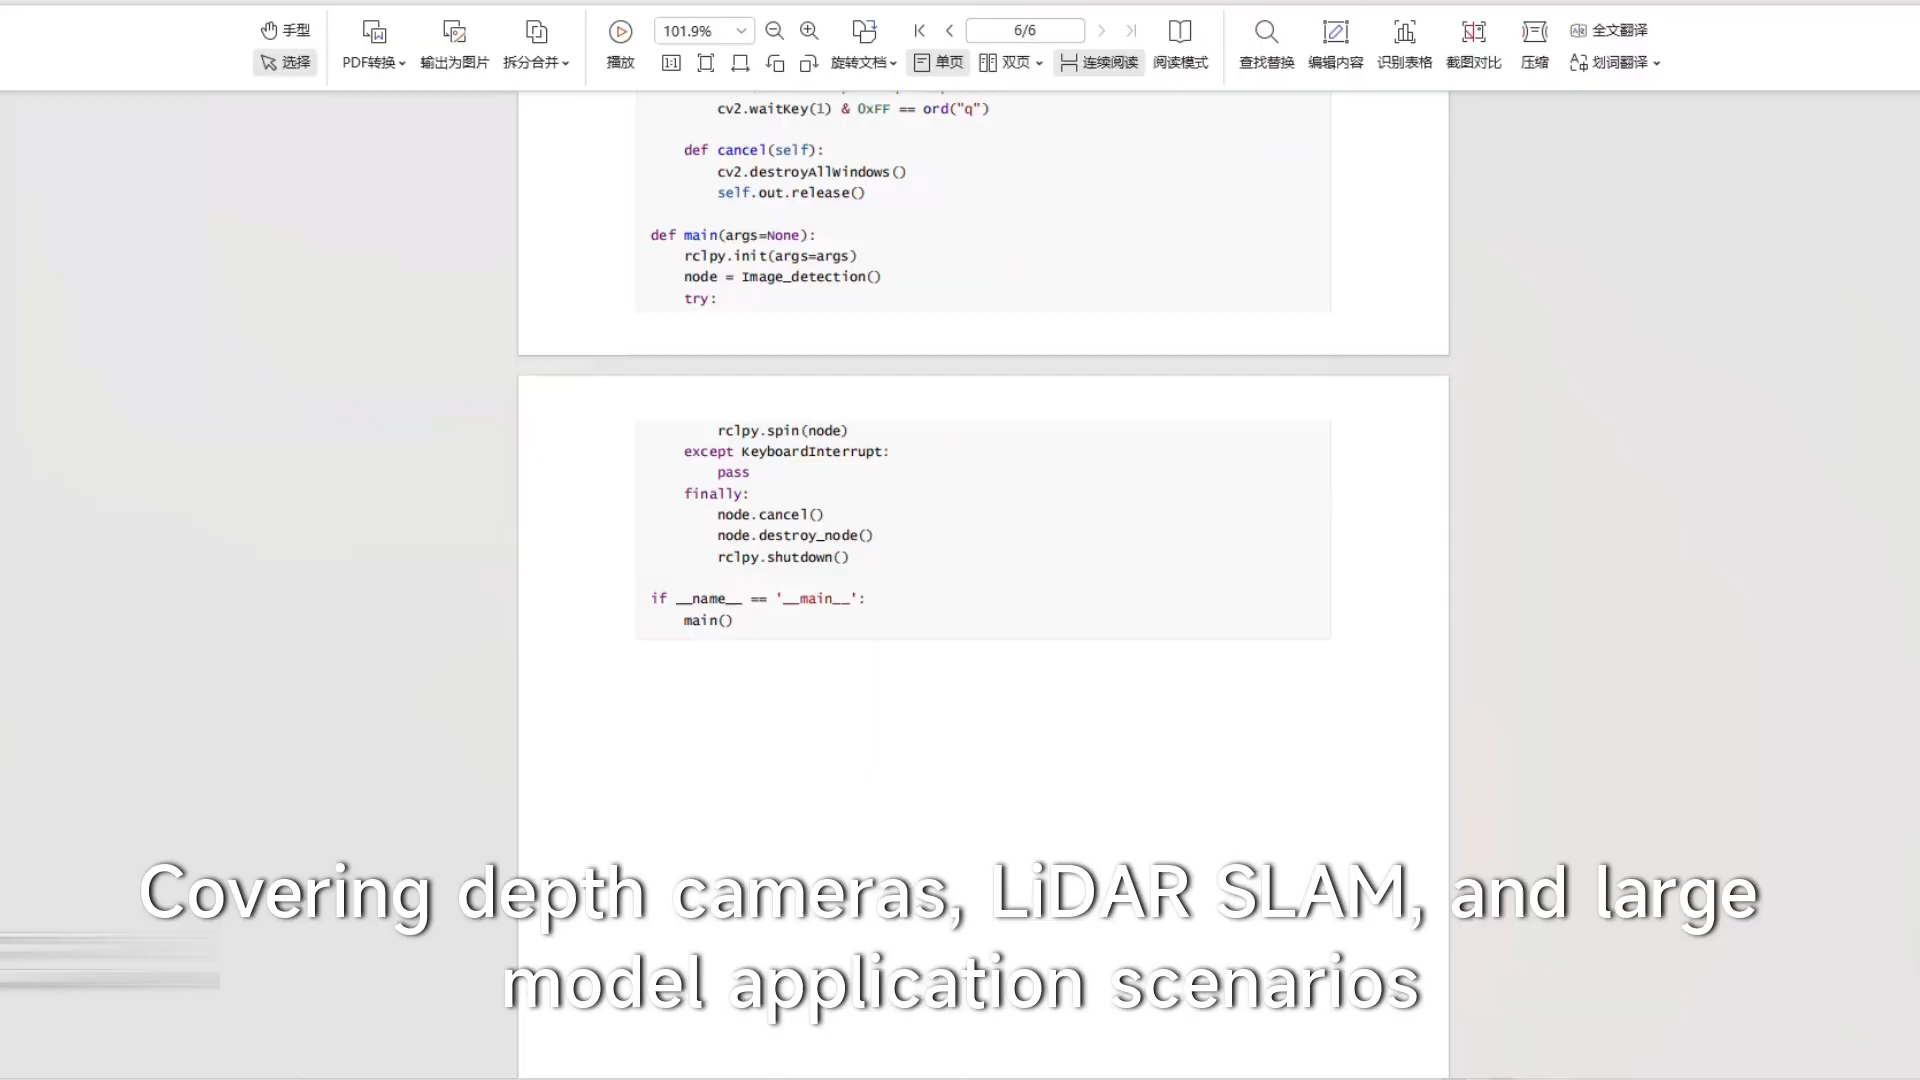 手型
PDF转换
输出为图片
拆分合并
播放
101.9%
6/6
旋转文档
单页
双页
连续阅读
阅读模式
查找替换
编辑内容
识别表格
截图对比
压缩
全文翻译
选择
划词翻译
cv2.waitKey(1) & 0xFF == ord("q")
def cancel(self):
cv2.destroyAllWindows()
self.out.release()
def main(args=None):
rclpy.init(args=args)
node = Image_detection()
try:
rclpy.spin(node)
except KeyboardInterrupt:
pass
finally:
node.cancel()
node.destroy_node()
rclpy.shutdown()
if __name__ == '__main__':
main()
Covering depth cameras, LiDAR SLAM, and large
model application scenarios